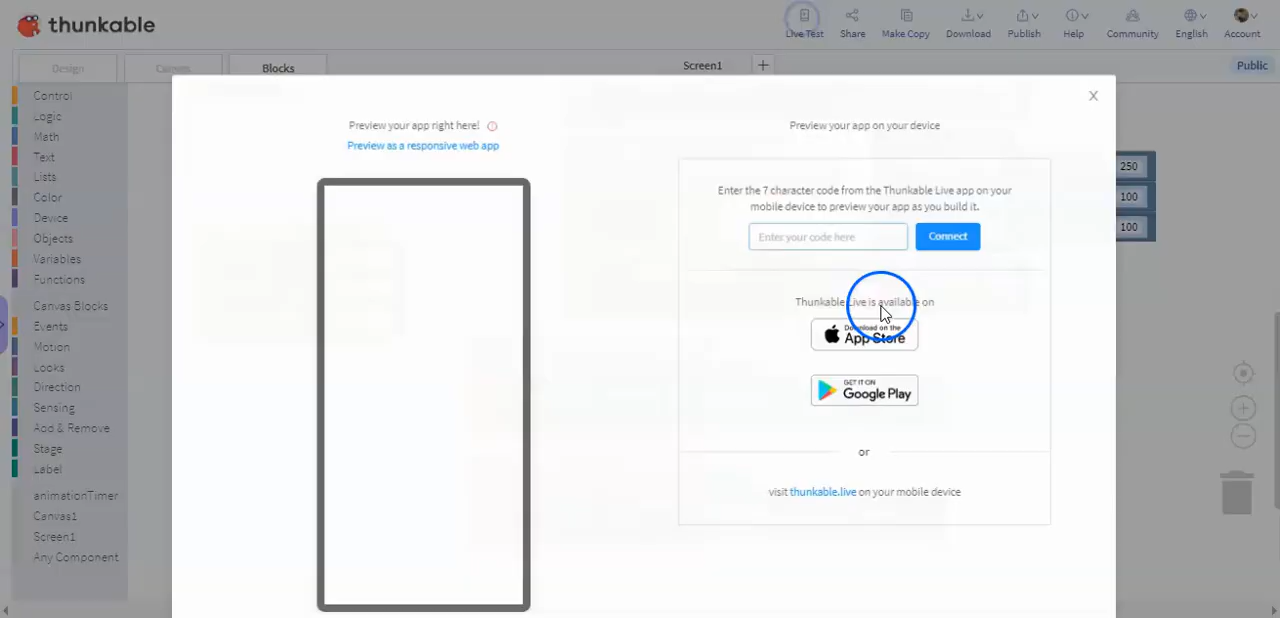 thunkable
Live Test
Share
Make Copy
Download
Publish
Help
Community
English
Account
Design
Canvas
Blocks
Screen1
Public
Control
Logic
Math
Text
Lists
Color
Device
Objects
Variables
Functions
Canvas Blocks
Events
Motion
Looks
Direction
Sensing
Add & Remove
Stage
Label
animationTimer
Canvas1
Screen1
Any Component
X
Preview your app right here!
Preview as a responsive web app
Preview your app on your device
Enter the 7 character code from the Thunkable Live app on your
mobile device to preview your app as you build it.
Enter your code here
Connect
Thunkable Live is available on
Download on the
App Store
GET IT ON
Google Play
or
visit thunkable.live on your mobile device
250
100
100